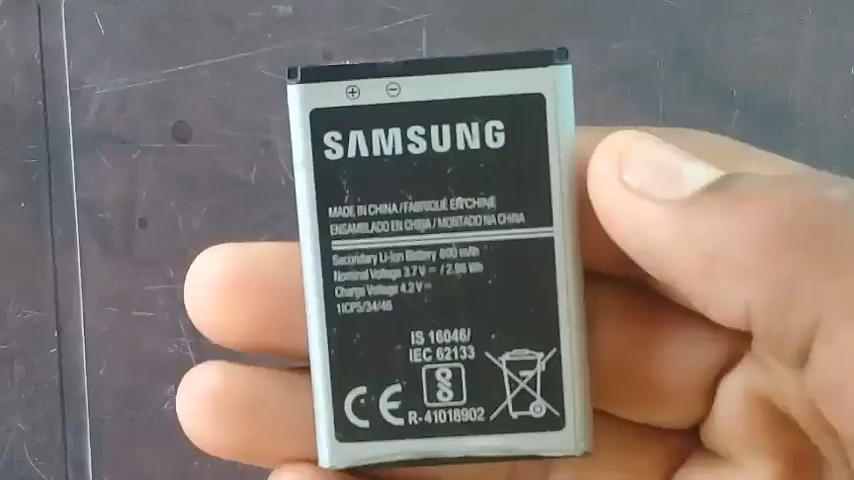 SAMSUNG
MADE IN CHINA / FABRIQUÉ EN CHINE
ENSAMBLADO EN CHINA / MONTADO NA CHINA
Secondary Li-Ion Battery 800 mAh
Nominal Voltage 3.7 V ⎓ / 2.96 Wh
Charge Voltage 4.2 V ⎓
1ICP5/34/46
IS 16046/
IEC 62133
CE
R-41018902